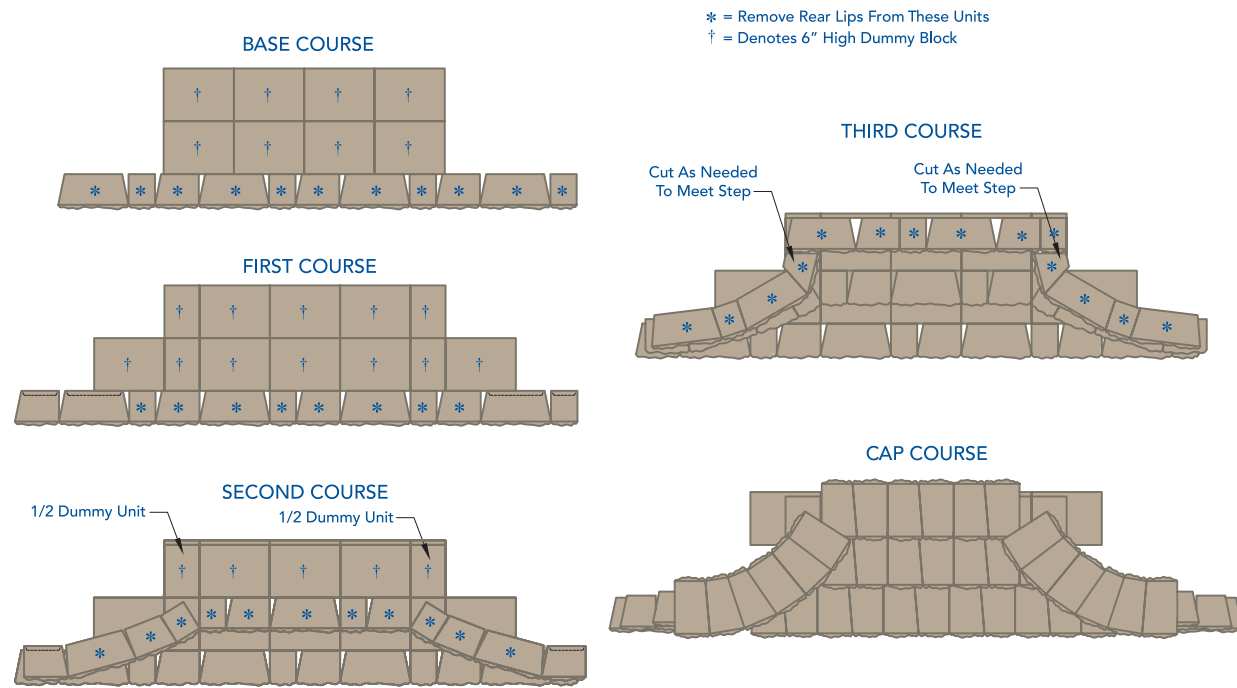 * = Remove Rear Lips From These Units
† = Denotes 6” High Dummy Block
BASE COURSE
† † † †
† † † †
* * * * * * * * * * *
FIRST COURSE
† † † † †
† † † † † † †
* * * * * * * *
SECOND COURSE
1/2 Dummy Unit
1/2 Dummy Unit
† † † † †
* * * * * * * * * * *
THIRD COURSE
Cut As Needed
To Meet Step
Cut As Needed
To Meet Step
* * * * * *
* *
* * * * * *
CAP COURSE